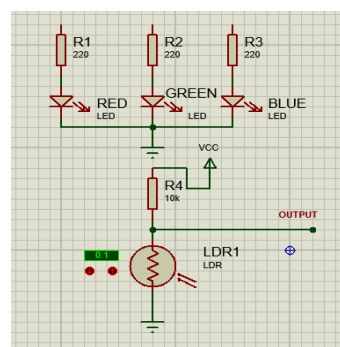 R1
220
R2
220
R3
220
RED
LED
GREEN
LED
BLUE
LED
VCC
R4
10k
OUTPUT
0.1
LDR1
LDR